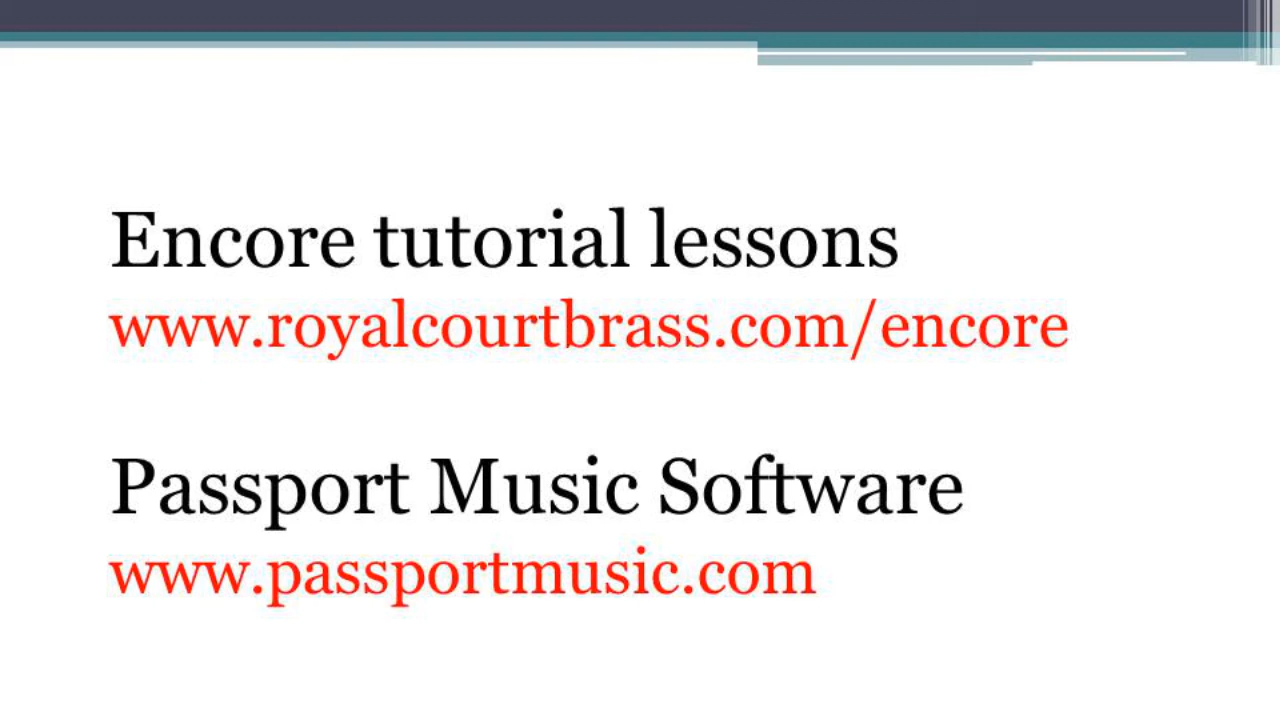 Encore tutorial lessons
www.royalcourtbrass.com/encore
Passport Music Software
www.passportmusic.com